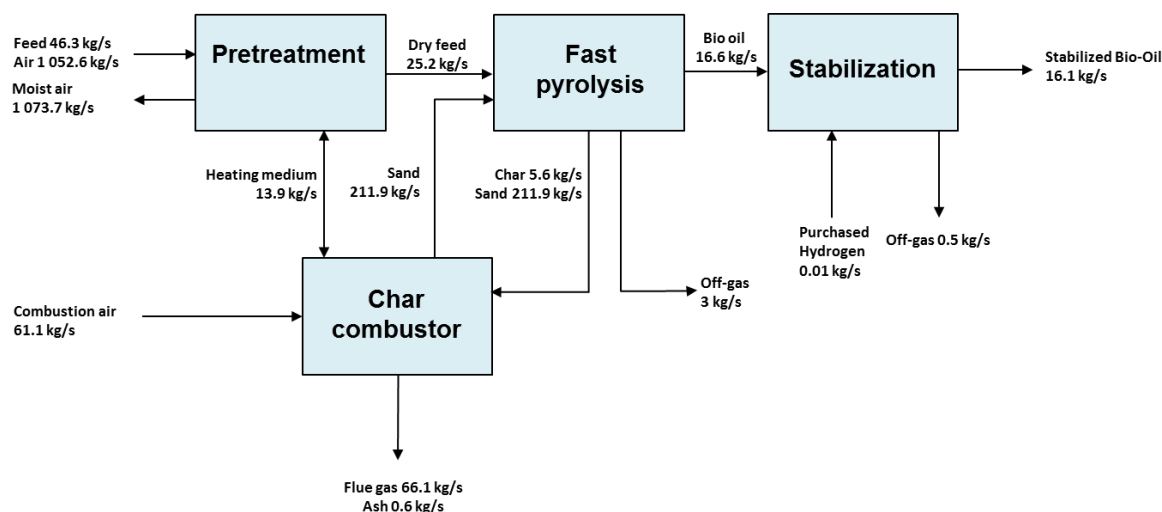 Feed 46.3 kg/s
Air 1 052.6 kg/s
Moist air
1 073.7 kg/s
Pretreatment
Dry feed
25.2 kg/s
Fast
pyrolysis
Bio oil
16.6 kg/s
Stabilization
Stabilized Bio-Oil
16.1 kg/s
Heating medium
13.9 kg/s
Sand
211.9 kg/s
Char 5.6 kg/s
Sand 211.9 kg/s
Purchased
Hydrogen
0.01 kg/s
Off-gas 0.5 kg/s
Off-gas
3 kg/s
Combustion air
61.1 kg/s
Char
combustor
Flue gas 66.1 kg/s
Ash 0.6 kg/s